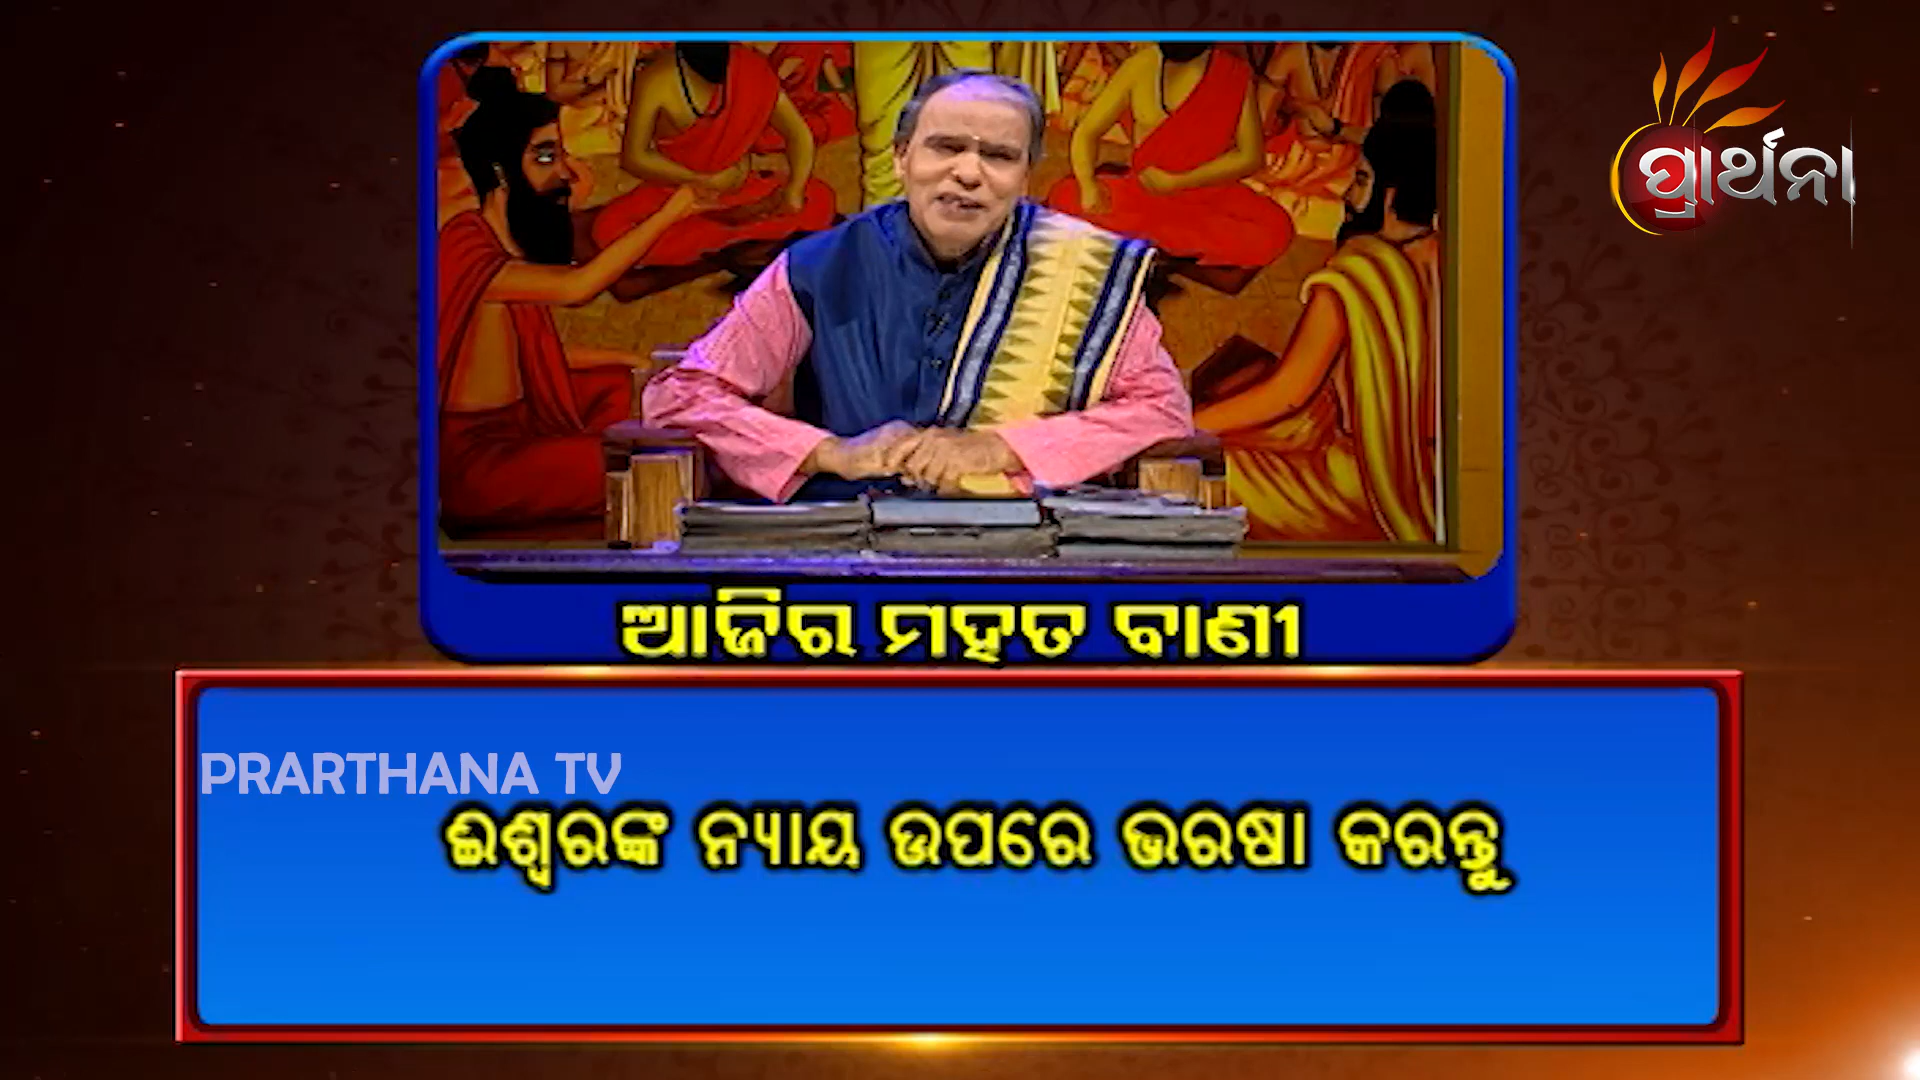 ପ୍ରାର୍ଥନା
ଆଜିର ମହତ ବାଣୀ
PRARTHANA TV
ଈଶ୍ୱରଙ୍କ ନ୍ୟାୟ ଉପରେ ଭରଷା କରନ୍ତୁ